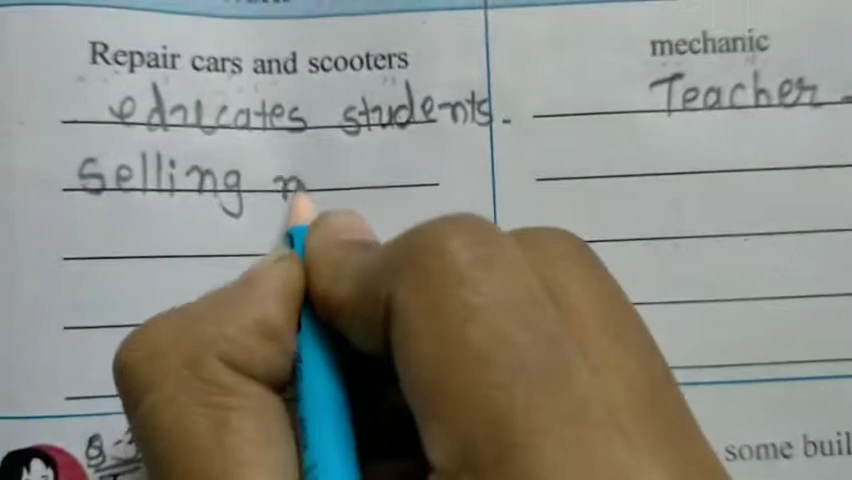 Repair cars and scooters mechanic
educates students. Teacher
Selling
some buil